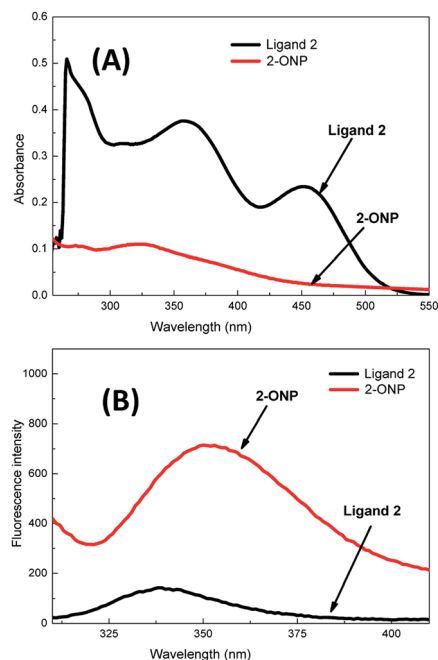 0.6
0.5
0.4
0.3
0.2
0.1
0.0
Absorbance
(A)
Ligand 2
2-ONP
Ligand 2
2-ONP
300 350 400 450 500 550
Wavelength (nm)
1000
800
600
400
200
0
Fluorescence intensity
(B)
Ligand 2
2-ONP
2-ONP
Ligand 2
325 350 375 400
Wavelength (nm)